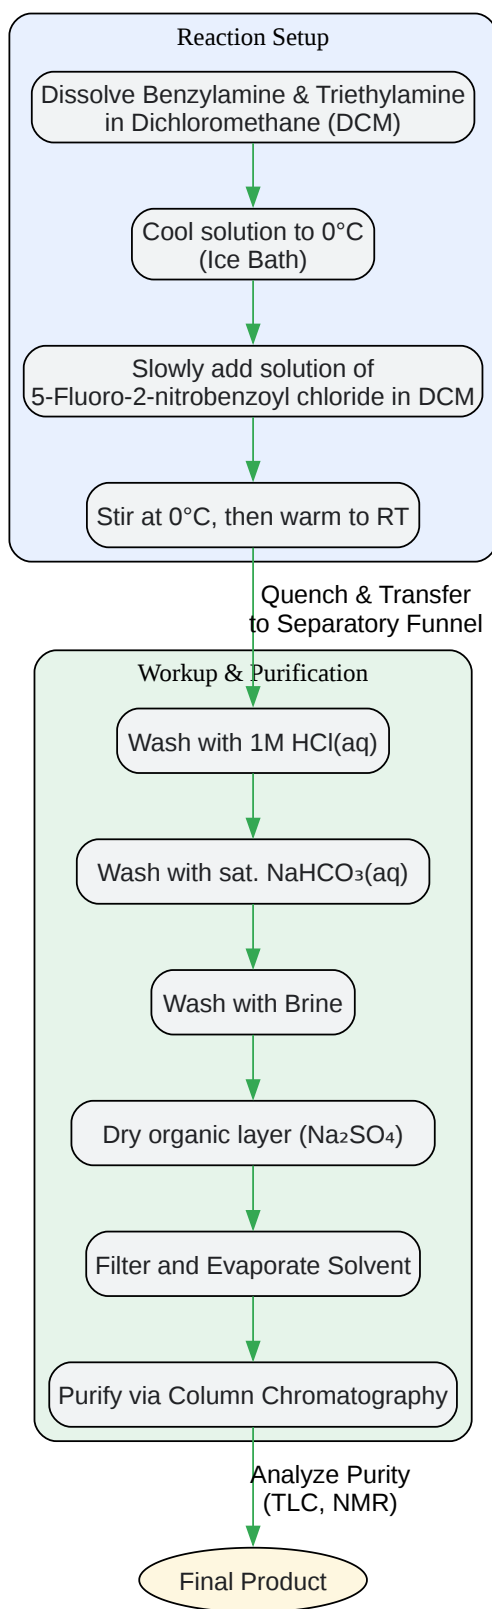 Reaction Setup
Dissolve Benzylamine & Triethylamine
in Dichloromethane (DCM)
Cool solution to 0°C
(Ice Bath)
Slowly add solution of
5-Fluoro-2-nitrobenzoyl chloride in DCM
Stir at 0°C, then warm to RT
Quench & Transfer
to Separatory Funnel
Workup & Purification
Wash with 1M HCl(aq)
Wash with sat. NaHCO₃(aq)
Wash with Brine
Dry organic layer (Na₂SO₄)
Filter and Evaporate Solvent
Purify via Column Chromatography
Analyze Purity
(TLC, NMR)
Final Product